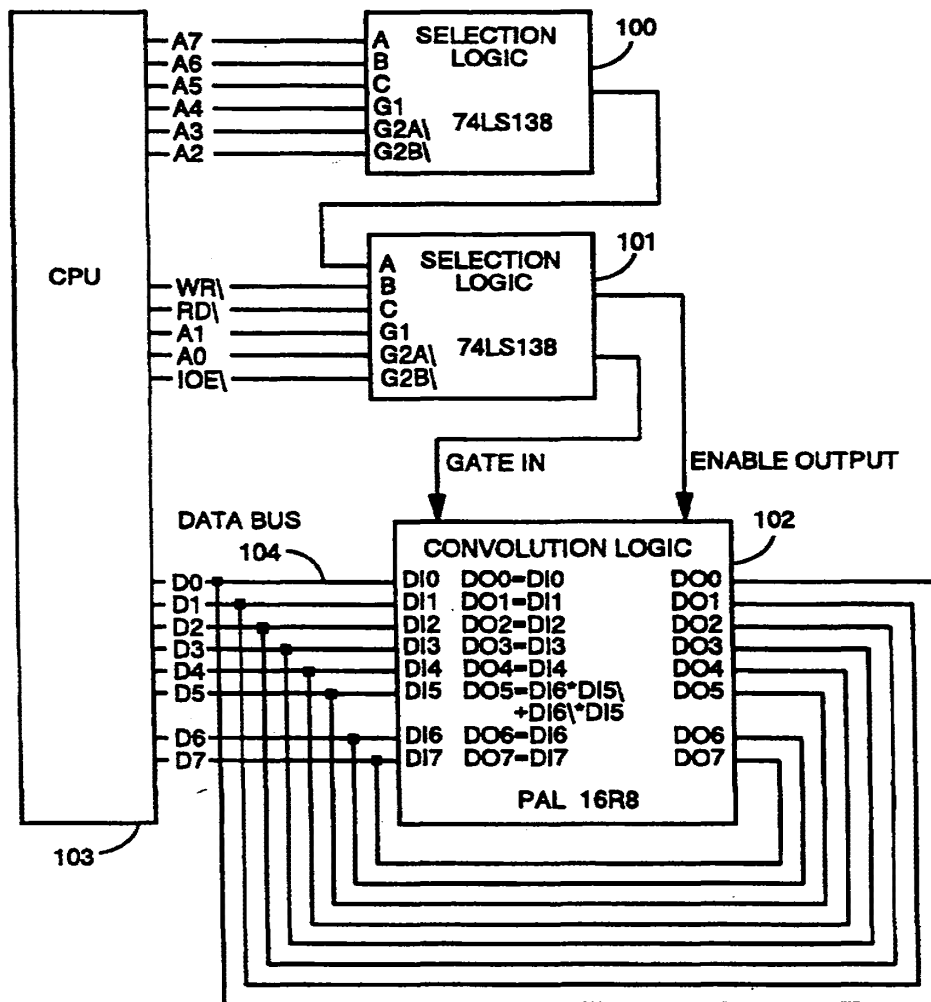 100
SELECTION
LOGIC
74LS138
A7 A
A6 B
A5 C
A4 G1
A3 G2A\
A2 G2B\
101
CPU
SELECTION
LOGIC
74LS138
A
WR\ B
RD\ C
A1 G1
A0 G2A\
IOE\ G2B\
GATE IN
ENABLE OUTPUT
DATA BUS
104
102
CONVOLUTION LOGIC
D0 DI0 DO0=DI0 DO0
D1 DI1 DO1=DI1 DO1
D2 DI2 DO2=DI2 DO2
D3 DI3 DO3=DI3 DO3
D4 DI4 DO4=DI4 DO4
D5 DI5 DO5=DI6*DI5\ DO5
+DI6\*DI5
D6 DI6 DO6=DI6 DO6
D7 DI7 DO7=DI7 DO7
PAL 16R8
103